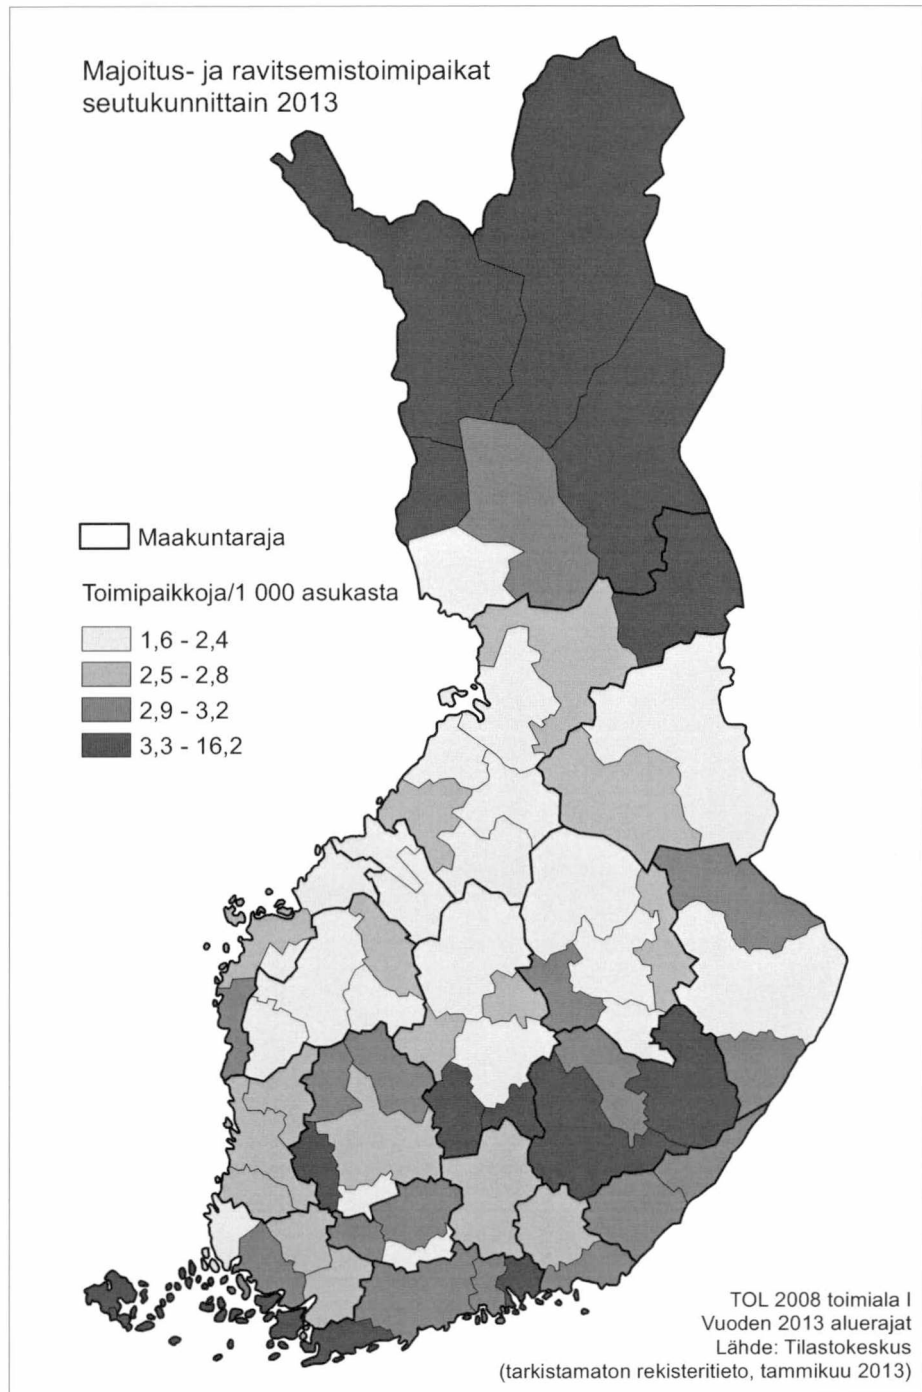 Majoitus- ja ravitsemistoimipaikat
seutukunnittain 2013
Maakuntaraja
Toimipaikkoja/1 000 asukasta
1,6 - 2,4
2,5 - 2,8
2,9 - 3,2
3,3 - 16,2
TOL 2008 toimiala I
Vuoden 2013 aluerajat
Lähde: Tilastokeskus
(tarkistamaton rekisteritieto, tammikuu 2013)